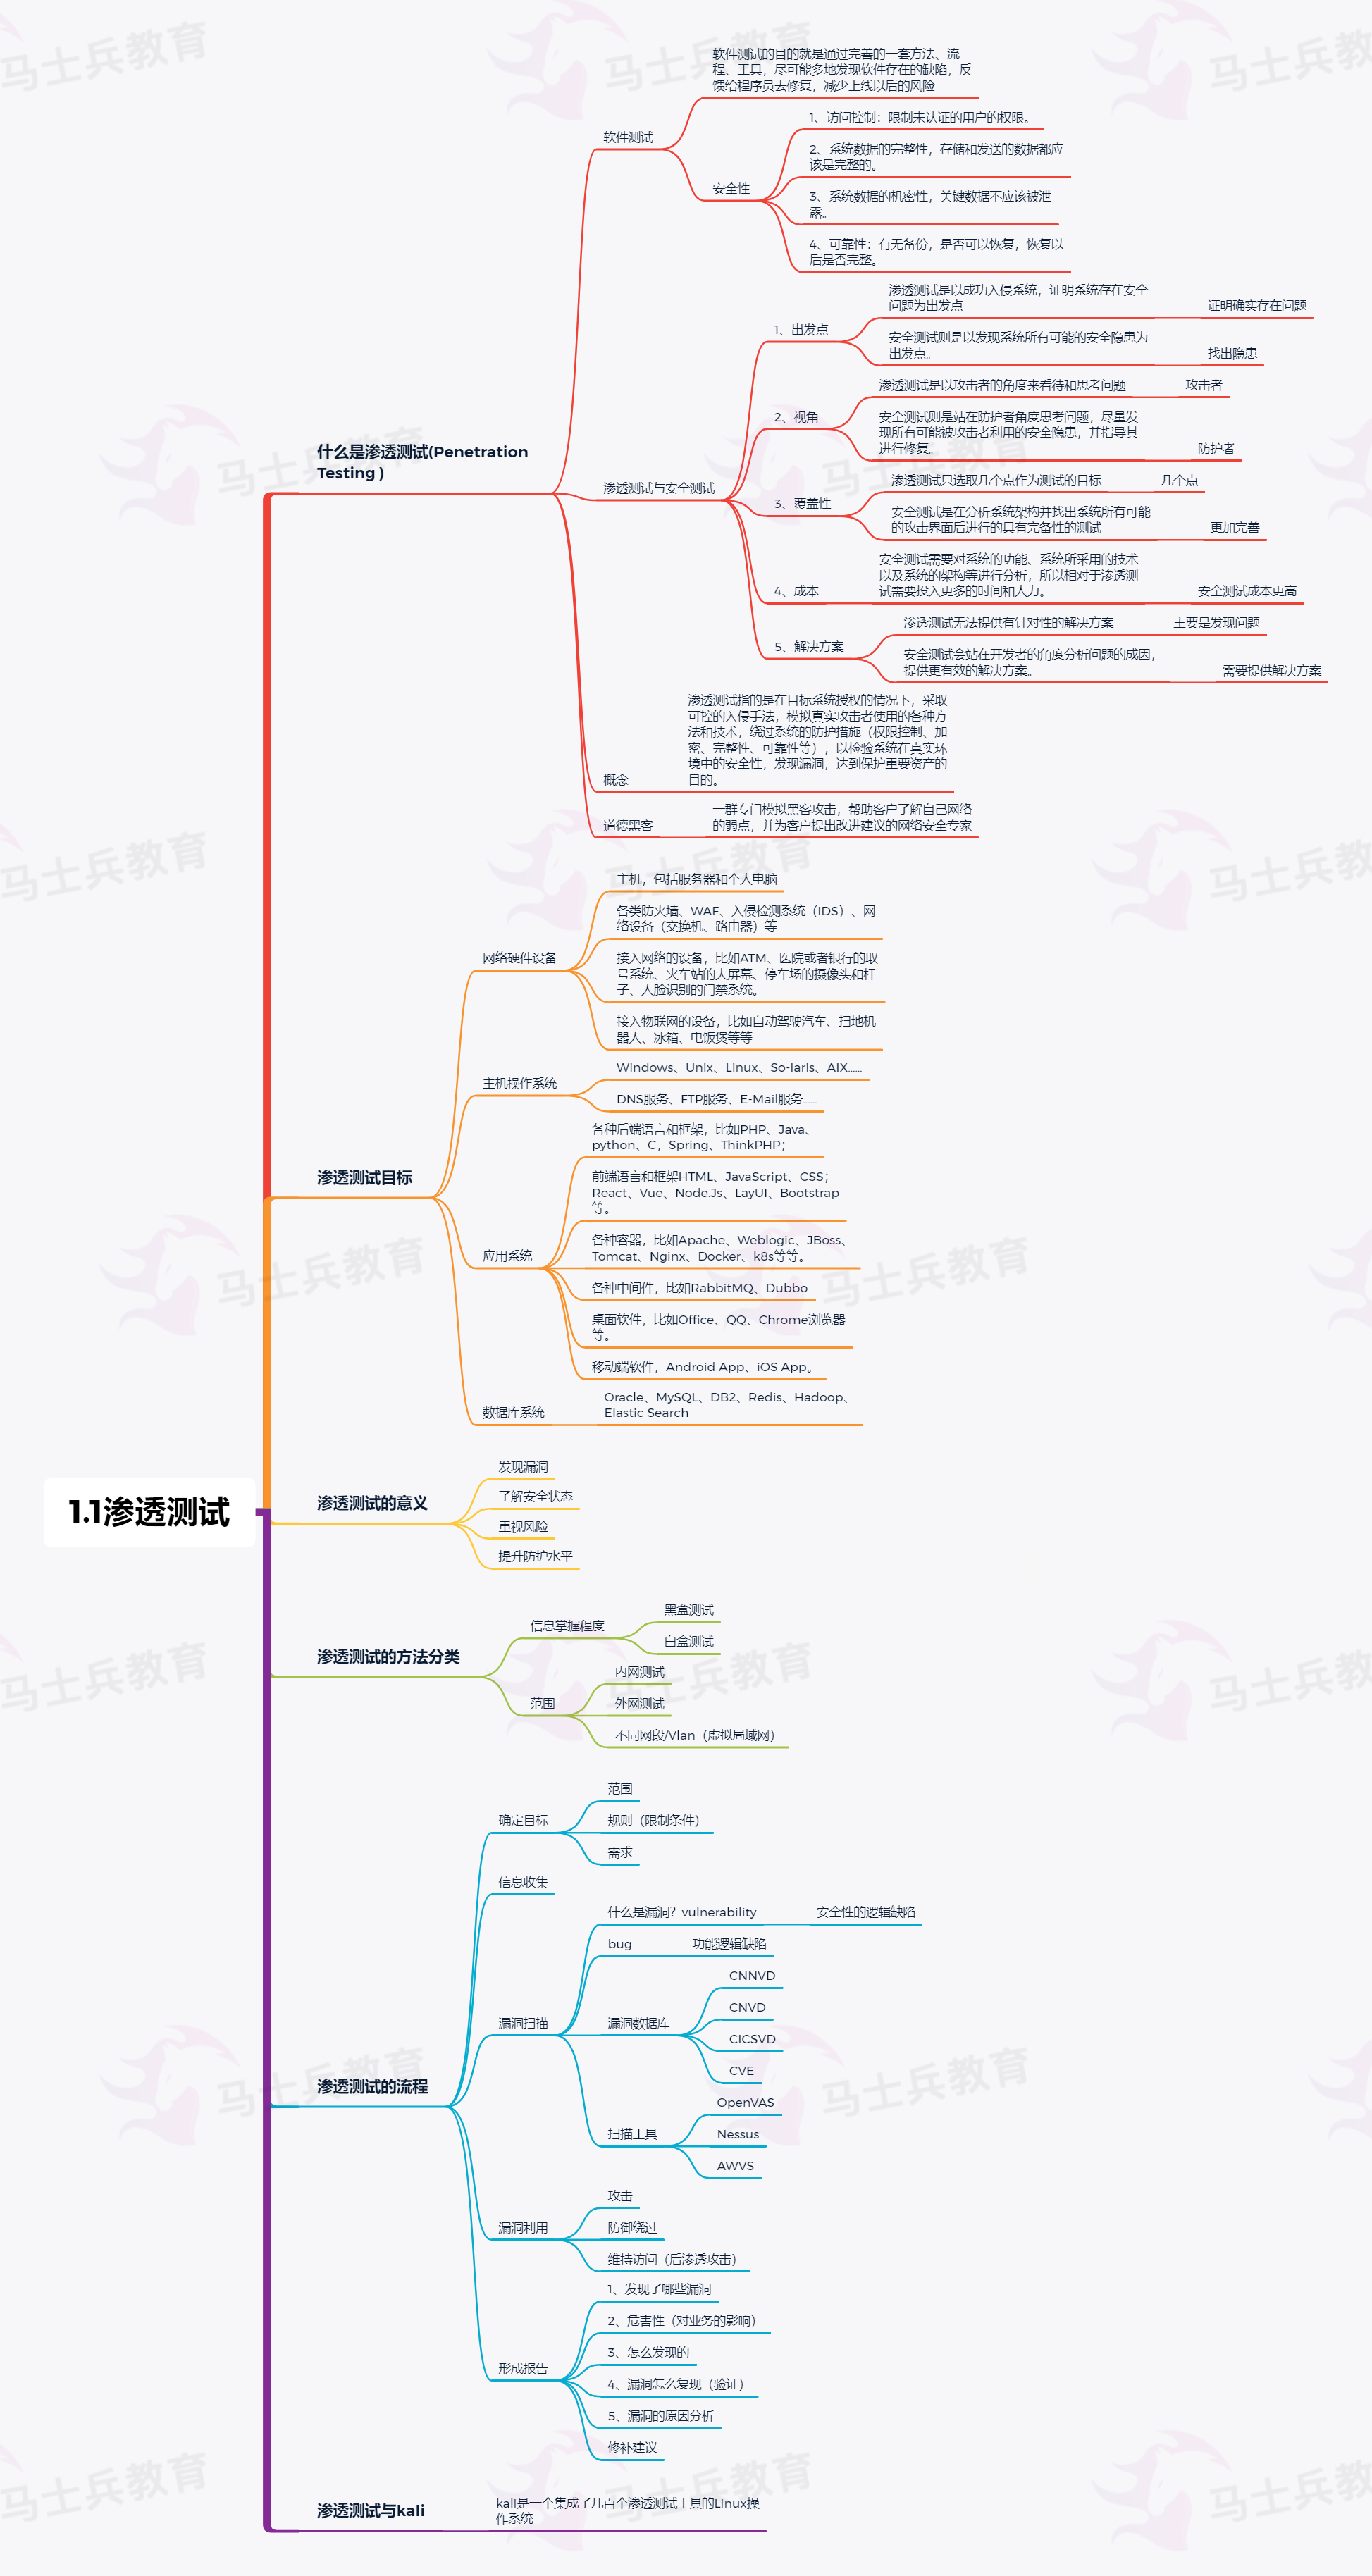 1.1渗透测试
什么是渗透测试(Penetration
Testing )
软件测试
软件测试的目的就是通过完善的一套方法、流
程、工具，尽可能多地发现软件存在的缺陷，反
馈给程序员去修复，减少上线以后的风险
安全性
1、访问控制：限制未认证的用户的权限。
2、系统数据的完整性，存储和发送的数据都应
该是完整的。
3、系统数据的机密性，关键数据不应该被泄
露。
4、可靠性：有无备份，是否可以恢复，恢复以
后是否完整。
渗透测试与安全测试
1、出发点
渗透测试是以成功入侵系统，证明系统存在安全
问题为出发点
证明确实存在问题
安全测试则是以发现系统所有可能的安全隐患为
出发点。
找出隐患
2、视角
渗透测试是以攻击者的角度来看待和思考问题
攻击者
安全测试则是站在防护者角度思考问题，尽量发
现所有可能被攻击者利用的安全隐患，并指导其
进行修复。
防护者
3、覆盖性
渗透测试只选取几个点作为测试的目标
几个点
安全测试是在分析系统架构并找出系统所有可能
的攻击界面后进行的具有完备性的测试
更加完善
4、成本
安全测试需要对系统的功能、系统所采用的技术
以及系统的架构等进行分析，所以相对于渗透测
试需要投入更多的时间和人力。
安全测试成本更高
5、解决方案
渗透测试无法提供有针对性的解决方案
主要是发现问题
安全测试会站在开发者的角度分析问题的成因，
提供更有效的解决方案。
需要提供解决方案
概念
渗透测试指的是在目标系统授权的情况下，采取
可控的入侵手法，模拟真实攻击者使用的各种方
法和技术，绕过系统的防护措施（权限控制、加
密、完整性、可靠性等），以检验系统在真实环
境中的安全性，发现漏洞，达到保护重要资产的
目的。
道德黑客
一群专门模拟黑客攻击，帮助客户了解自己网络
的弱点，并为客户提出改进建议的网络安全专家
渗透测试目标
网络硬件设备
主机，包括服务器和个人电脑
各类防火墙、WAF、入侵检测系统（IDS）、网
络设备（交换机、路由器）等
接入网络的设备，比如ATM、医院或者银行的取
号系统、火车站的大屏幕、停车场的摄像头和杆
子、人脸识别的门禁系统。
接入物联网的设备，比如自动驾驶汽车、扫地机
器人、冰箱、电饭煲等等
主机操作系统
Windows、Unix、Linux、So-laris、AIX......
DNS服务、FTP服务、E-Mail服务......
应用系统
各种后端语言和框架，比如PHP、Java、
python、C，Spring、ThinkPHP；
前端语言和框架HTML、JavaScript、CSS；
React、Vue、Node.Js、LayUI、Bootstrap
等。
各种容器，比如Apache、Weblogic、JBoss、
Tomcat、Nginx、Docker、k8s等等。
各种中间件，比如RabbitMQ、Dubbo
桌面软件，比如Office、QQ、Chrome浏览器
等。
移动端软件，Android App、iOS App。
数据库系统
Oracle、MySQL、DB2、Redis、Hadoop、
Elastic Search
渗透测试的意义
发现漏洞
了解安全状态
重视风险
提升防护水平
渗透测试的方法分类
信息掌握程度
黑盒测试
白盒测试
范围
内网测试
外网测试
不同网段/Vlan（虚拟局域网）
渗透测试的流程
确定目标
范围
规则（限制条件）
需求
信息收集
漏洞扫描
什么是漏洞？vulnerability
安全性的逻辑缺陷
bug
功能逻辑缺陷
漏洞数据库
CNNVD
CNVD
CICSVD
CVE
扫描工具
OpenVAS
Nessus
AWVS
漏洞利用
攻击
防御绕过
维持访问（后渗透攻击）
形成报告
1、发现了哪些漏洞
2、危害性（对业务的影响）
3、怎么发现的
4、漏洞怎么复现（验证）
5、漏洞的原因分析
修补建议
渗透测试与kali
kali是一个集成了几百个渗透测试工具的Linux操
作系统
马士兵教育